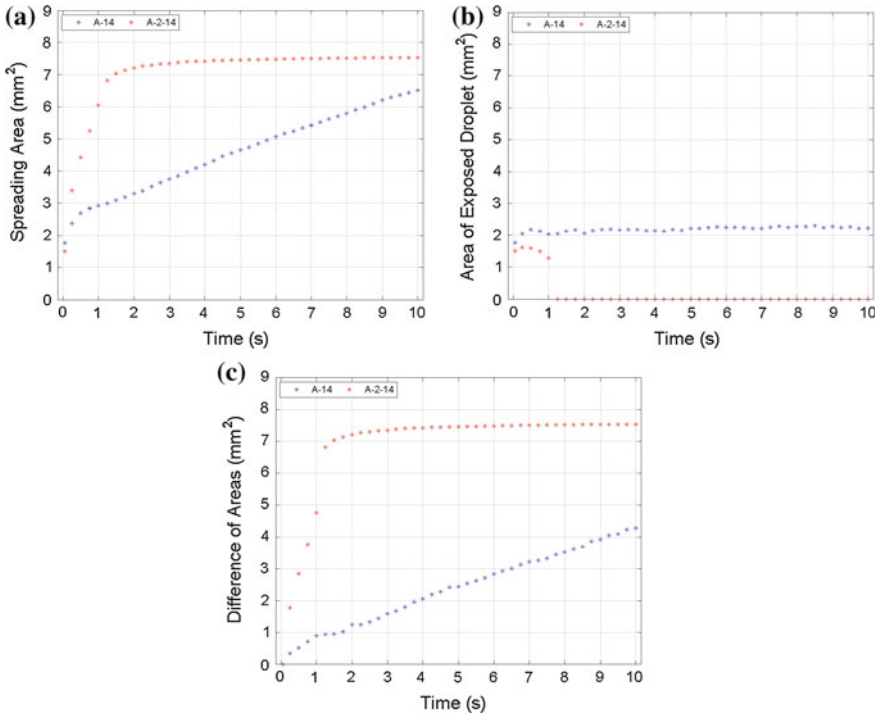 (a)
A-14 A-2-14
Spreading Area (mm²)
9
8
7
6
5
4
3
2
1
0
0 1 2 3 4 5 6 7 8 9 10
Time (s)
(b)
A-14 A-2-14
Area of Exposed Droplet (mm²)
9
8
7
6
5
4
3
2
1
0
0 1 2 3 4 5 6 7 8 9 10
Time (s)
(c)
A-14 A-2-14
Difference of Areas (mm²)
9
8
7
6
5
4
3
2
1
0
0 1 2 3 4 5 6 7 8 9 10
Time (s)